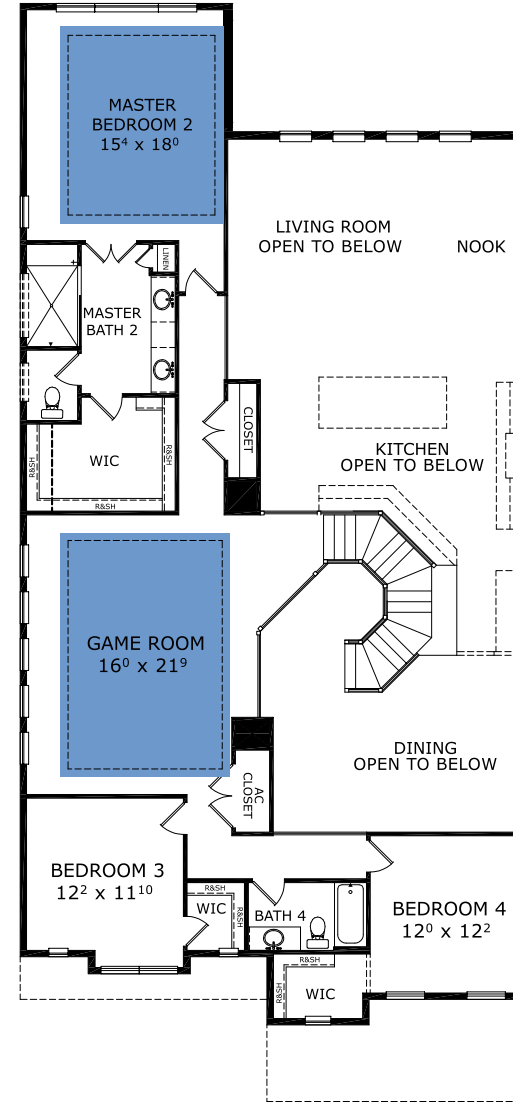 MASTER
BEDROOM 2
15⁴ x 18⁰
LIVING ROOM
OPEN TO BELOW
NOOK
LINEN
MASTER
BATH 2
CLOSET
KITCHEN
OPEN TO BELOW
WIC
R&SH
R&SH
R&SH
GAME ROOM
16⁰ x 21⁹
DINING
OPEN TO BELOW
AC
CLOSET
BEDROOM 3
12² x 11¹⁰
R&SH
WIC
R&SH
BATH 4
BEDROOM 4
12⁰ x 12²
R&SH
WIC
R&SH